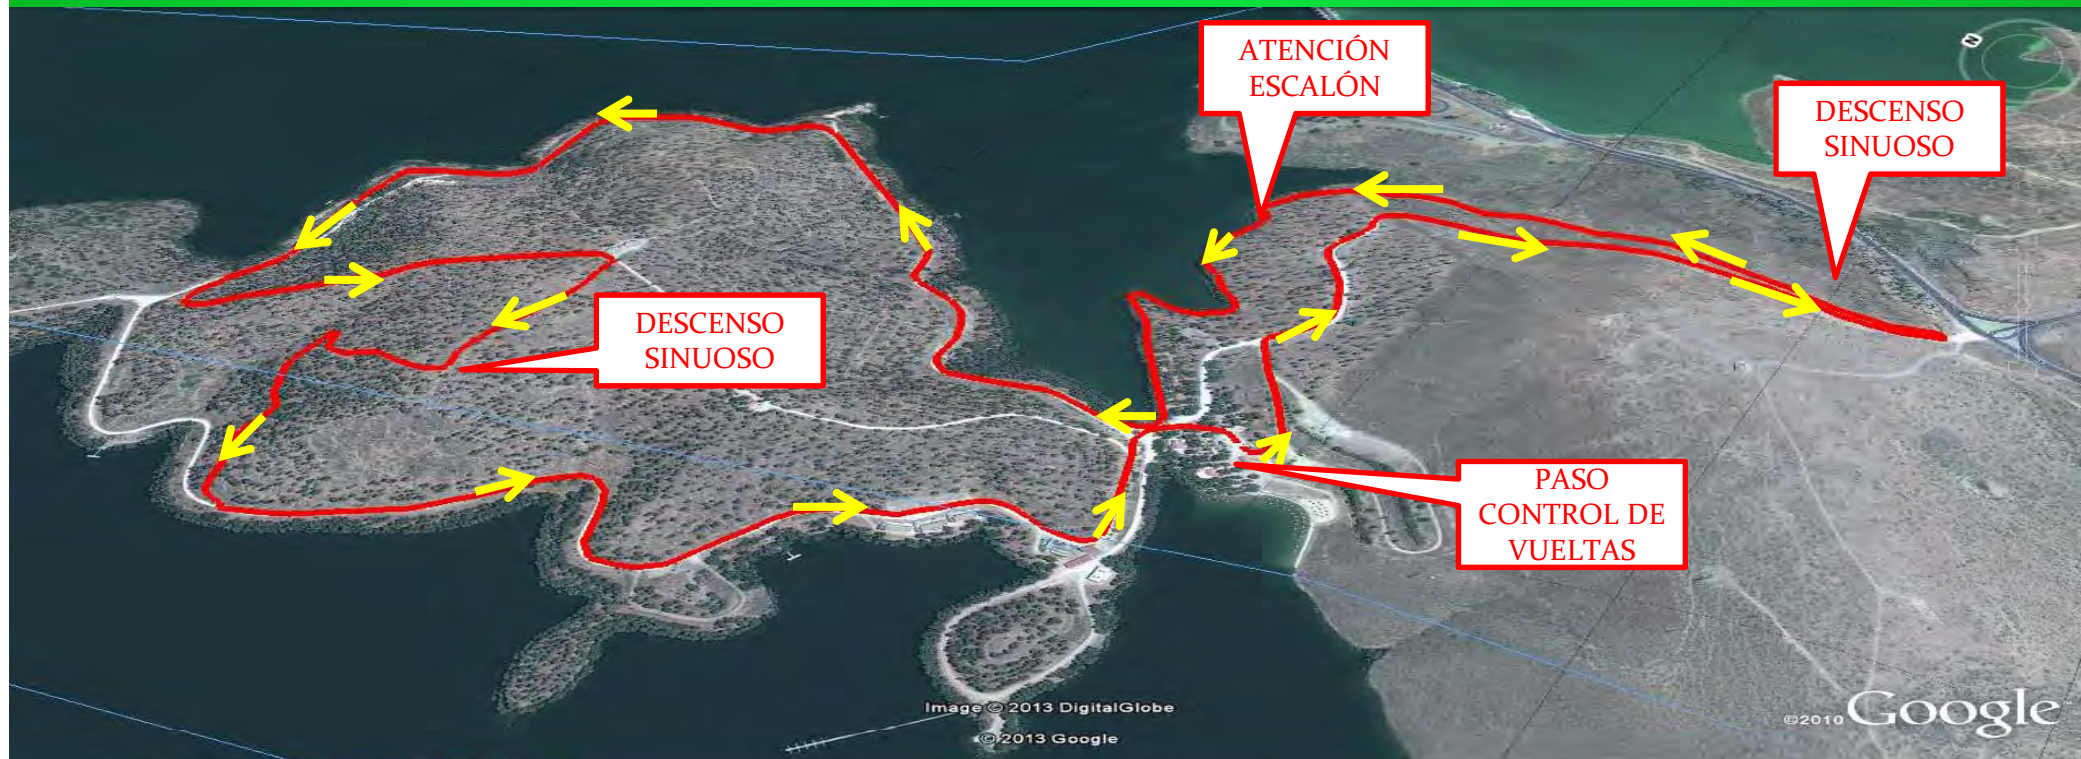 ATENCIÓN
ESCALÓN
DESCENSO
SINUOSO
DESCENSO
SINUOSO
PASO
CONTROL DE
VUELTAS
N
Image © 2013 DigitalGlobe
© 2013 Google
©2010 Google